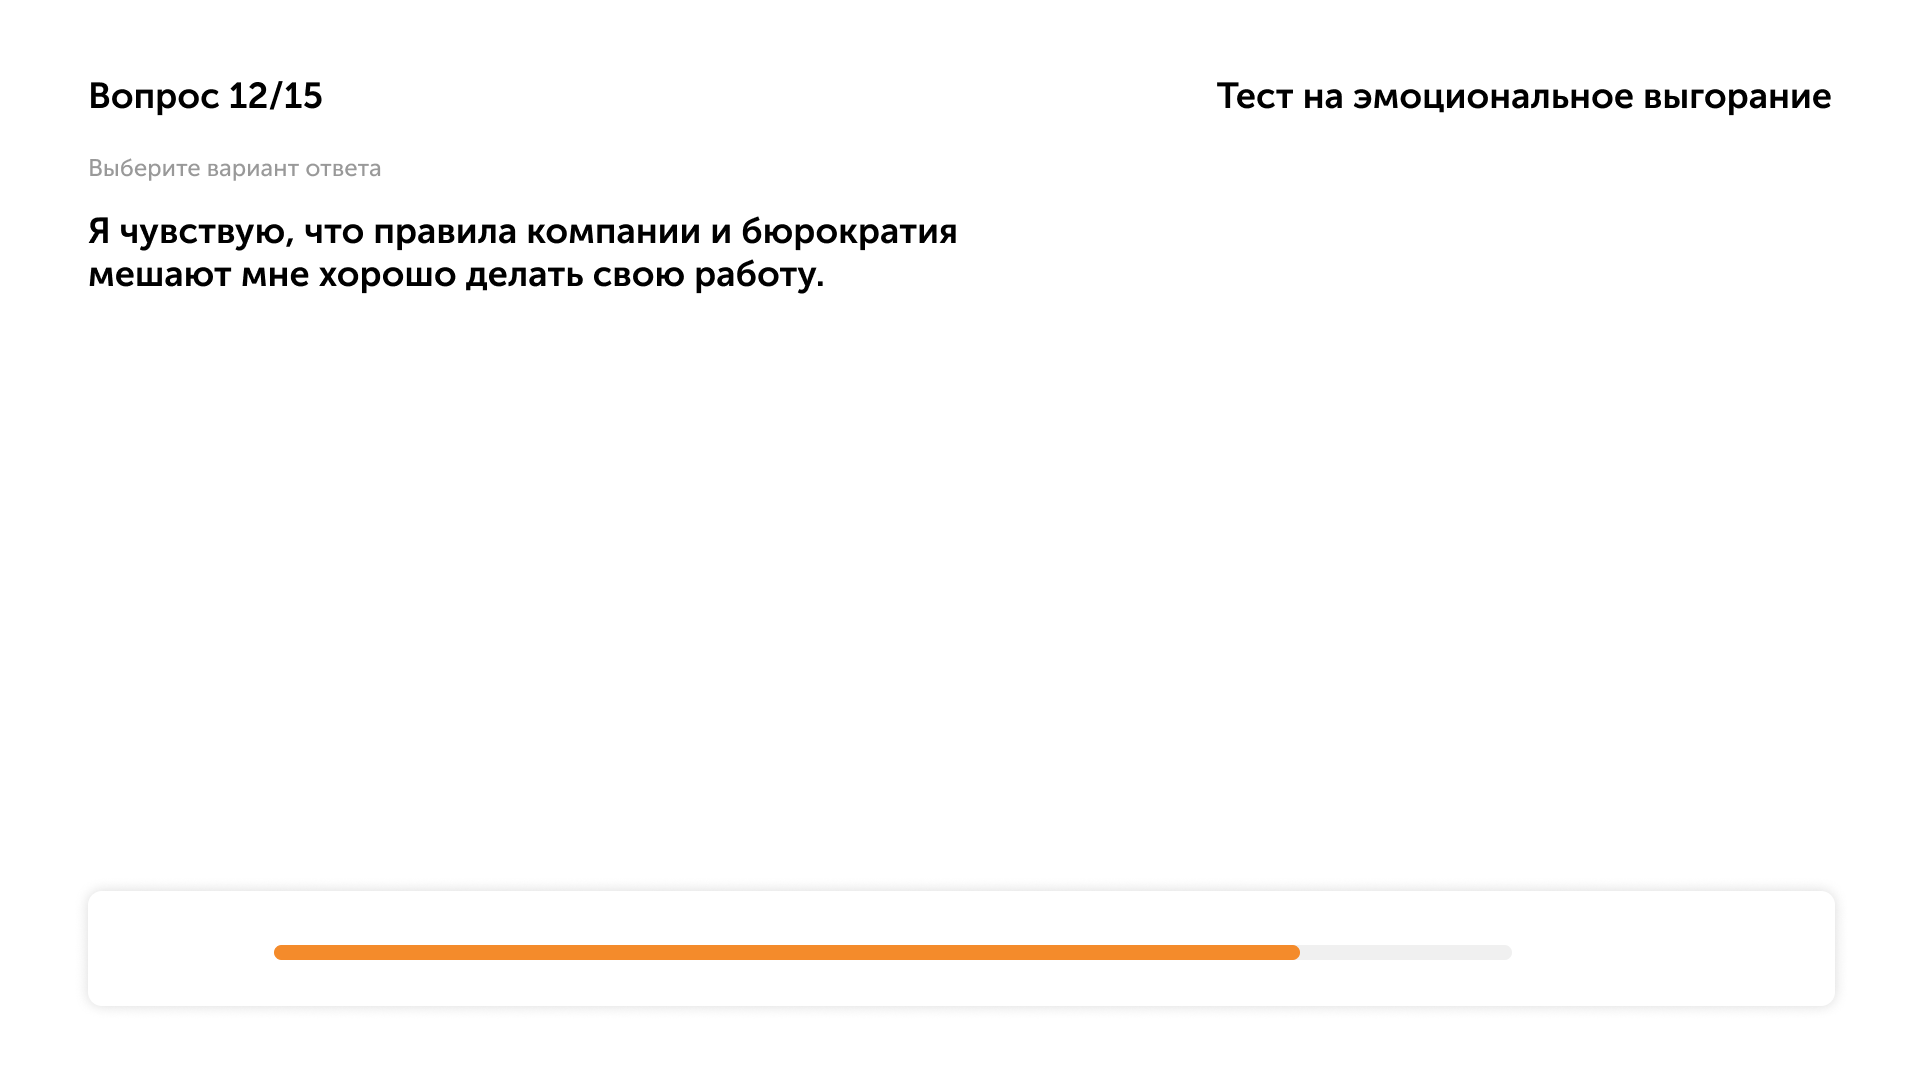 Вопрос 12/15
Тест на эмоциональное выгорание
Выберите вариант ответа
Я чувствую, что правила компании и бюрократия
мешают мне хорошо делать свою работу.